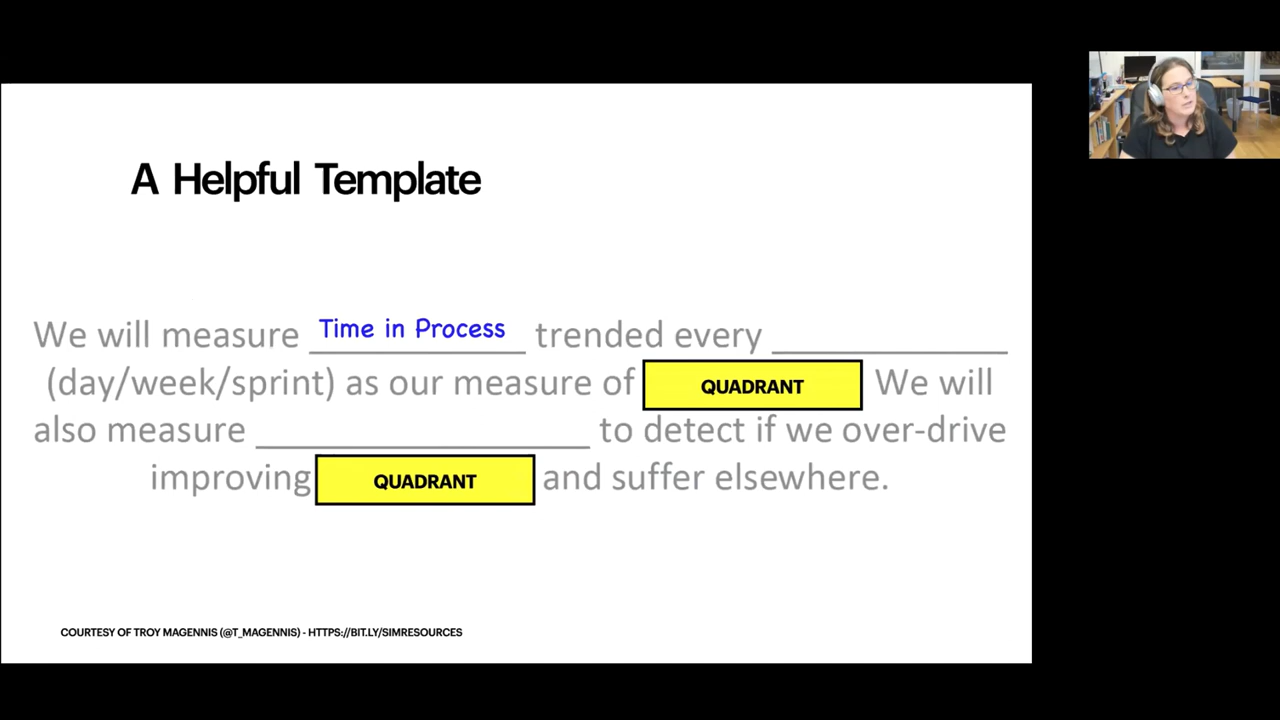 A Helpful Template
We will measure Time in Process trended every ____________
(day/week/sprint) as our measure of QUADRANT We will
also measure _________________ to detect if we over-drive
improving QUADRANT and suffer elsewhere.
COURTESY OF TROY MAGENNIS (@T_MAGENNIS) - HTTPS://BIT.LY/SIMRESOURCES